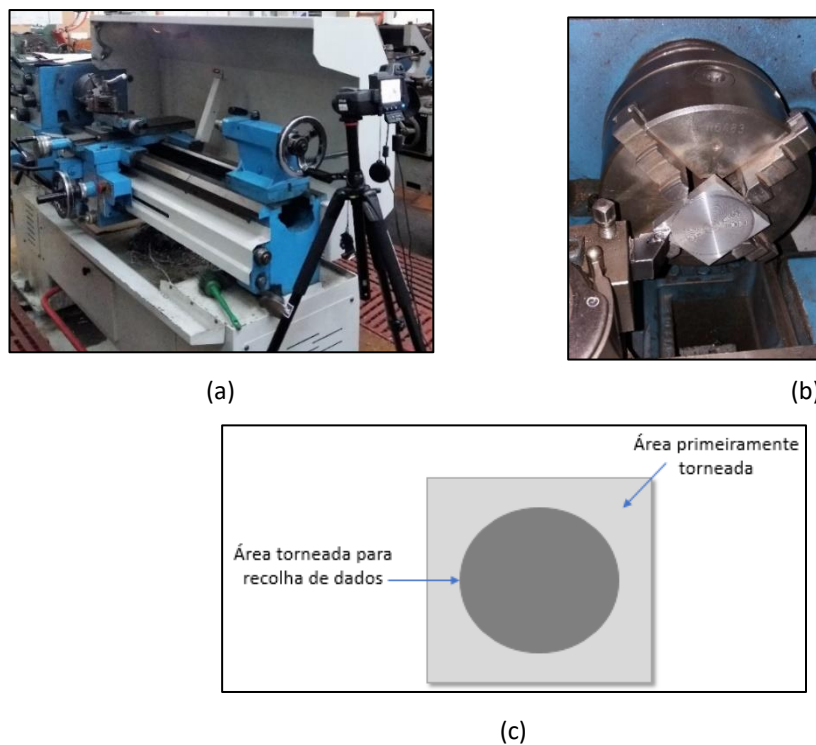 (a)
(b)
Área primeiramente
torneada
Área torneada para
recolha de dados
(c)